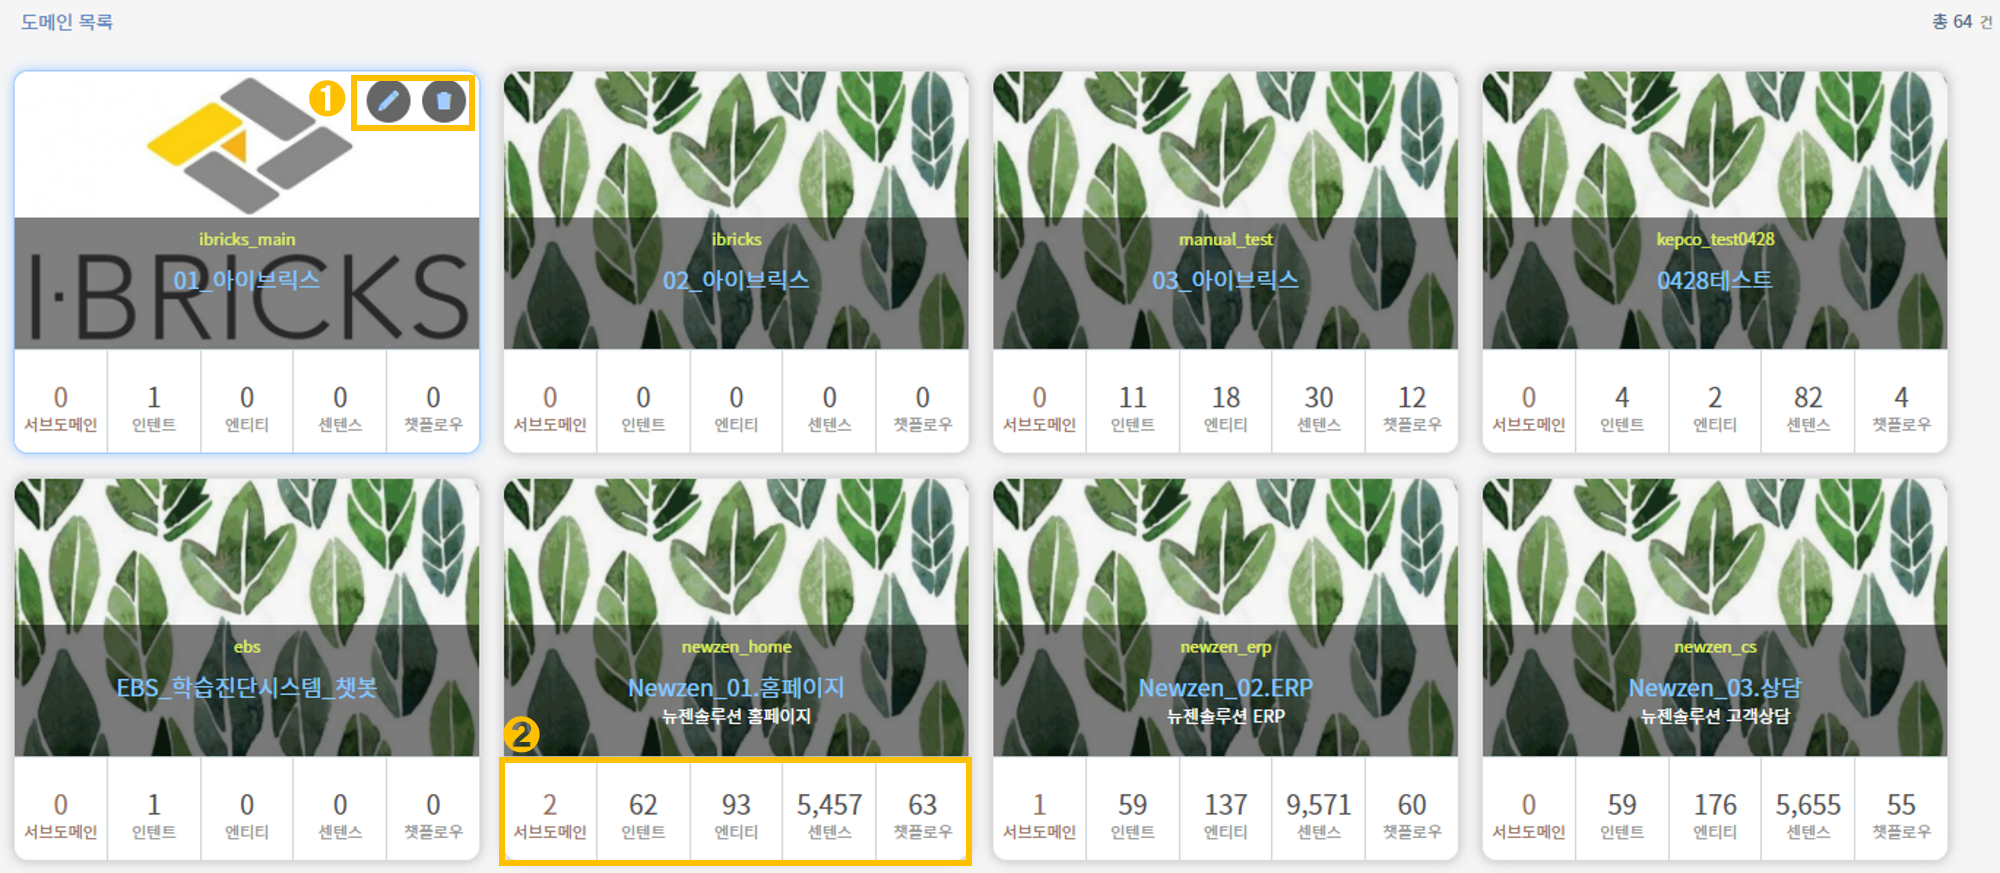 도메인 목록
총 64 건
1
I·BRICKS
ibricks_main
01_아이브릭스
0 1 0 0 0
서브도메인 인텐트 엔티티 센텐스 챗플로우
ibricks
02_아이브릭스
0 0 0 0 0
서브도메인 인텐트 엔티티 센텐스 챗플로우
manual_test
03_아이브릭스
0 11 18 30 12
서브도메인 인텐트 엔티티 센텐스 챗플로우
kepco_test0428
0428테스트
0 4 2 82 4
서브도메인 인텐트 엔티티 센텐스 챗플로우
ebs
EBS_학습진단시스템_챗봇
0 1 0 0 0
서브도메인 인텐트 엔티티 센텐스 챗플로우
newzen_home
Newzen_01.홈페이지
뉴젠솔루션 홈페이지
2
2 62 93 5,457 63
서브도메인 인텐트 엔티티 센텐스 챗플로우
newzen_erp
Newzen_02.ERP
뉴젠솔루션 ERP
1 59 137 9,571 60
서브도메인 인텐트 엔티티 센텐스 챗플로우
newzen_cs
Newzen_03.상담
뉴젠솔루션 고객상담
0 59 176 5,655 55
서브도메인 인텐트 엔티티 센텐스 챗플로우